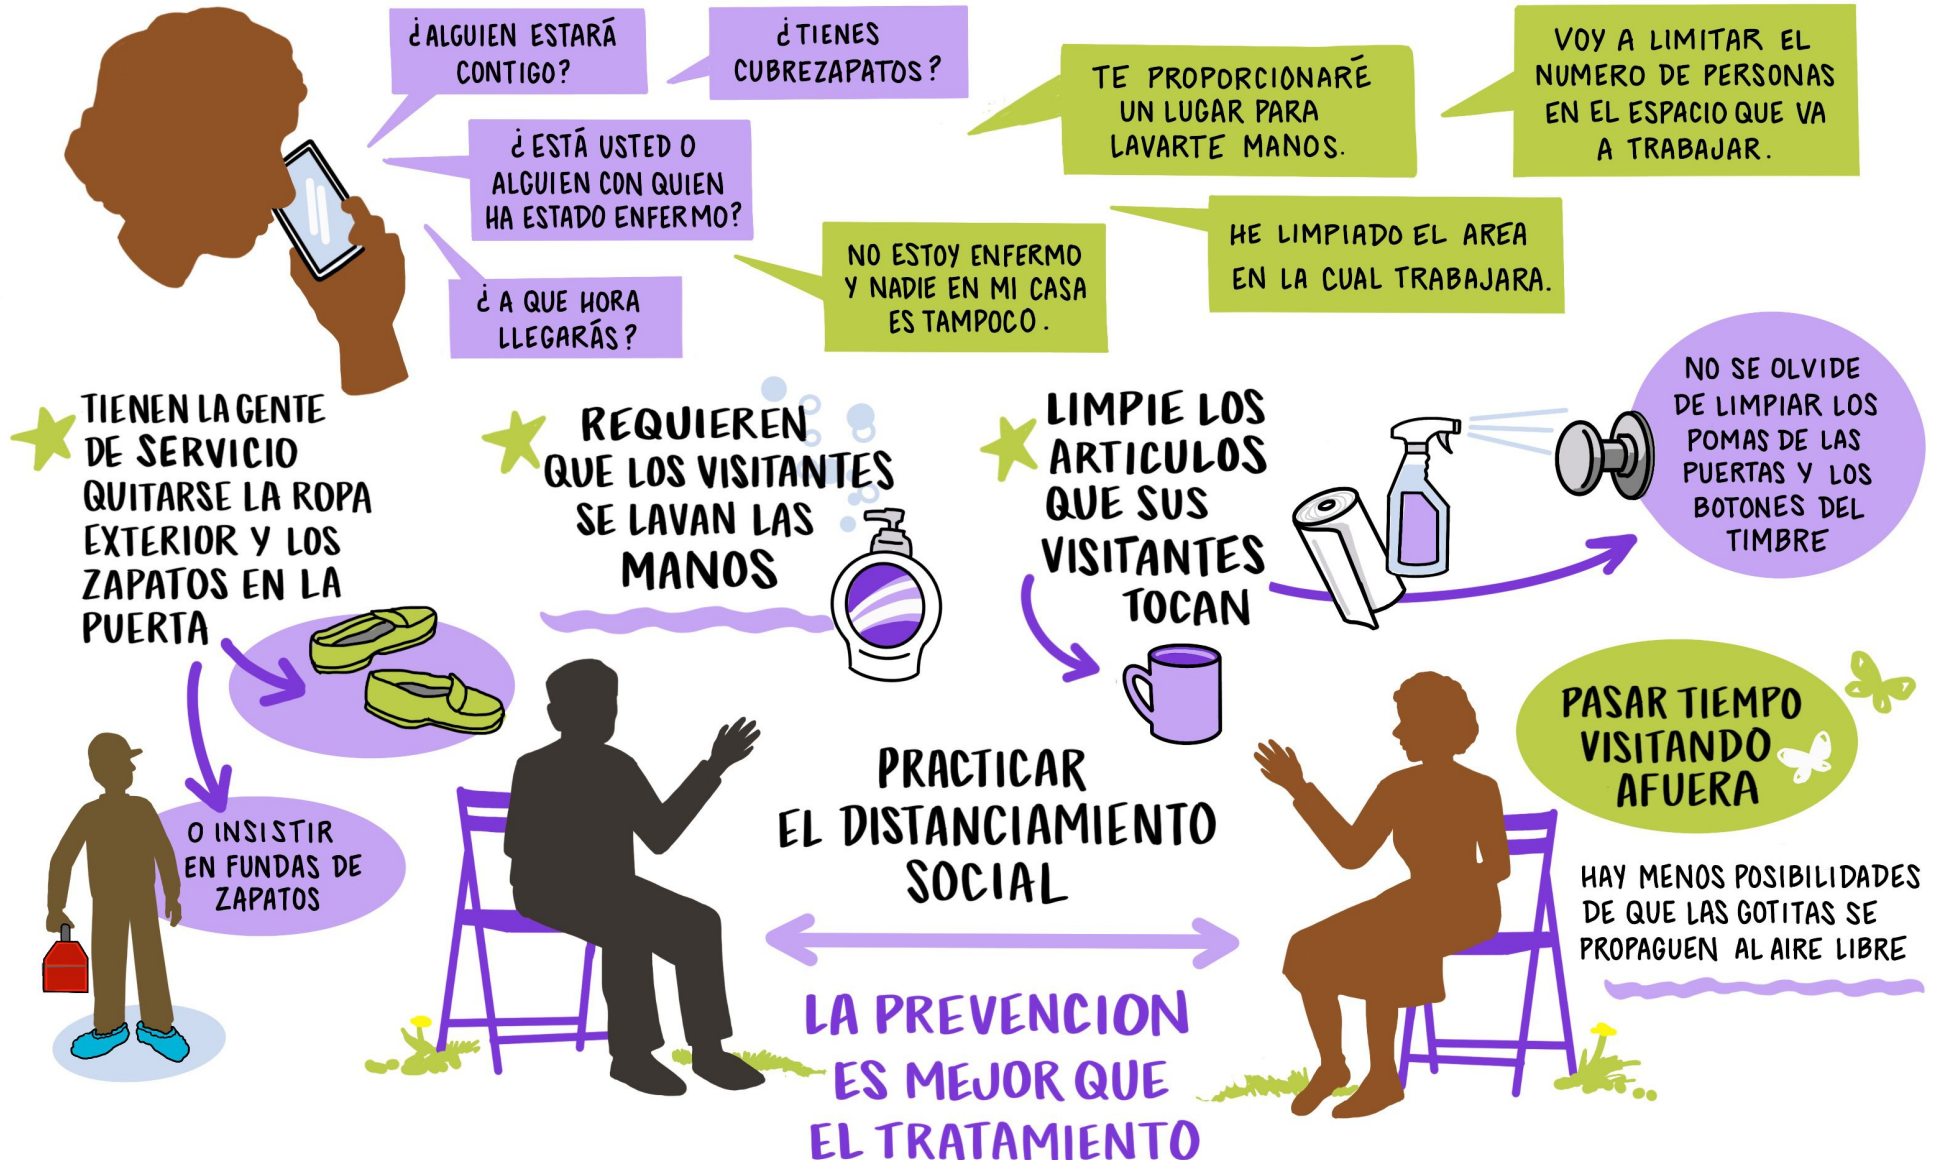 ¿ALGUIEN ESTARÁ
CONTIGO?
¿TIENES
CUBREZAPATOS?
¿ESTÁ USTED O
ALGUIEN CON QUIEN
HA ESTADO ENFERMO?
¿A QUE HORA
LLEGARÁS?
TE PROPORCIONARÉ
UN LUGAR PARA
LAVARTE MANOS.
VOY A LIMITAR EL
NUMERO DE PERSONAS
EN EL ESPACIO QUE VA
A TRABAJAR.
NO ESTOY ENFERMO
Y NADIE EN MI CASA
ES TAMPOCO.
HE LIMPIADO EL AREA
EN LA CUAL TRABAJARA.
TIENEN LA GENTE
DE SERVICIO
QUITARSE LA ROPA
EXTERIOR Y LOS
ZAPATOS EN LA
PUERTA
O INSISTIR
EN FUNDAS DE
ZAPATOS
REQUIEREN
QUE LOS VISITANTES
SE LAVAN LAS
MANOS
LIMPIE LOS
ARTICULOS
QUE SUS
VISITANTES
TOCAN
NO SE OLVIDE
DE LIMPIAR LOS
POMAS DE LAS
PUERTAS Y LOS
BOTONES DEL
TIMBRE
PRACTICAR
EL DISTANCIAMIENTO
SOCIAL
PASAR TIEMPO
VISITANDO
AFUERA
HAY MENOS POSIBILIDADES
DE QUE LAS GOTITAS SE
PROPAGUEN AL AIRE LIBRE
LA PREVENCION
ES MEJOR QUE
EL TRATAMIENTO